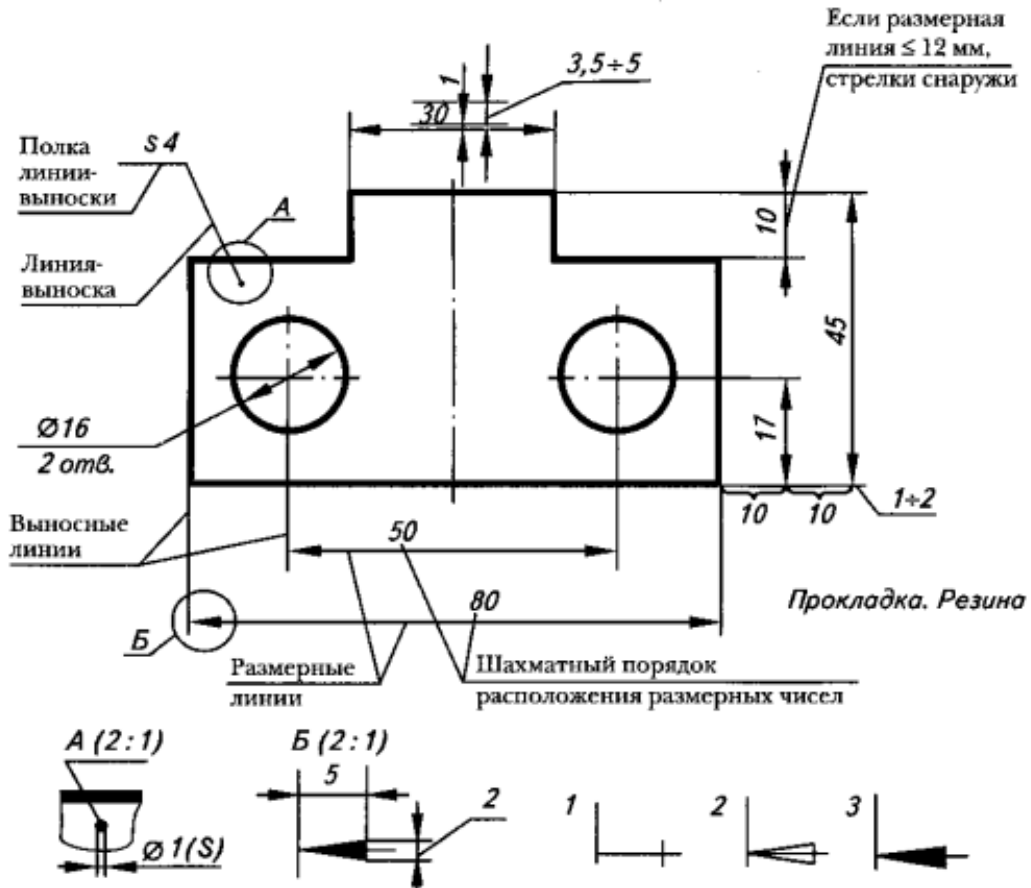 Если размерная
линия ≤ 12 мм,
стрелки снаружи
1
3,5÷5
30
Полка
линии-
выноски
S 4
А
Линия-
выноска
10
45
17
Ø16
2 отв.
10
10
1÷2
Выносные
линии
50
80
Прокладка. Резина
Б
Размерные
линии
Шахматный порядок
расположения размерных чисел
А (2 : 1)
Ø 1(S)
Б (2 : 1)
5
2
1
2
3